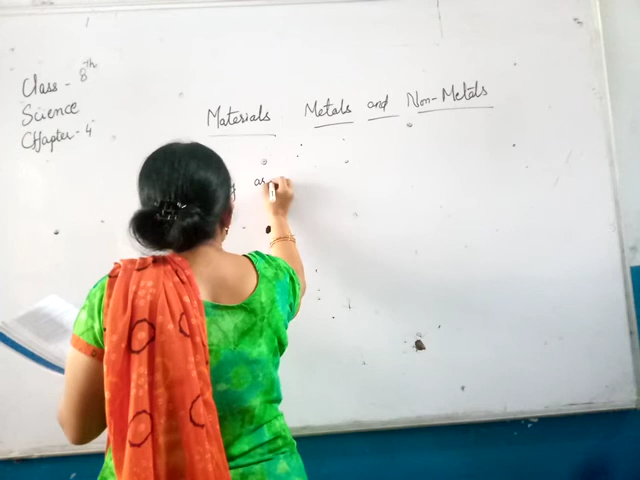 Class - 8th
Science
Chapter - 4
Materials Metals and Non-Metals